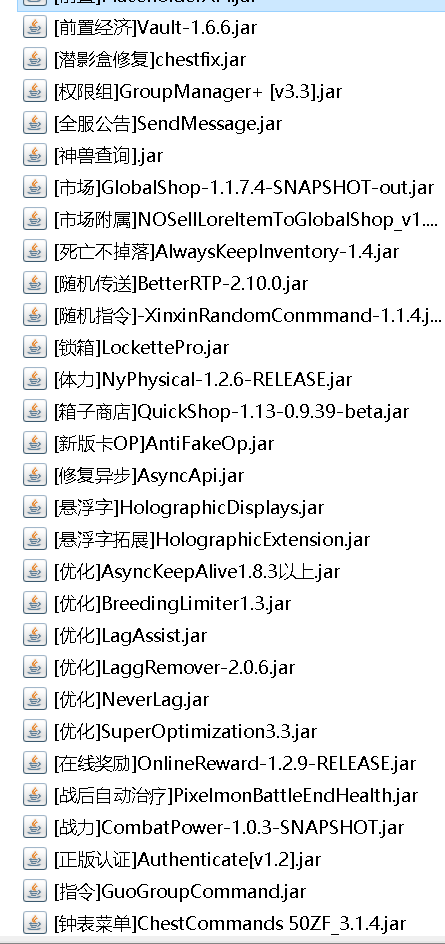 [前置]PlaceholderAPI.jar
[前置经济]Vault-1.6.6.jar
[潜影盒修复]chestfix.jar
[权限组]GroupManager+ [v3.3].jar
[全服公告]SendMessage.jar
[神兽查询].jar
[市场]GlobalShop-1.1.7.4-SNAPSHOT-out.jar
[市场附属]NOSellLoreItemToGlobalShop_v1....
[死亡不掉落]AlwaysKeepInventory-1.4.jar
[随机传送]BetterRTP-2.10.0.jar
[随机指令]-XinxinRandomConmmand-1.1.4.j...
[锁箱]LockettePro.jar
[体力]NyPhysical-1.2.6-RELEASE.jar
[箱子商店]QuickShop-1.13-0.9.39-beta.jar
[新版卡OP]AntiFakeOp.jar
[修复异步]AsyncApi.jar
[悬浮字]HolographicDisplays.jar
[悬浮字拓展]HolographicExtension.jar
[优化]AsyncKeepAlive1.8.3以上.jar
[优化]BreedingLimiter1.3.jar
[优化]LagAssist.jar
[优化]LaggRemover-2.0.6.jar
[优化]NeverLag.jar
[优化]SuperOptimization3.3.jar
[在线奖励]OnlineReward-1.2.9-RELEASE.jar
[战后自动治疗]PixelmonBattleEndHealth.jar
[战力]CombatPower-1.0.3-SNAPSHOT.jar
[正版认证]Authenticate[v1.2].jar
[指令]GuoGroupCommand.jar
[钟表菜单]ChestCommands 50ZF_3.1.4.jar